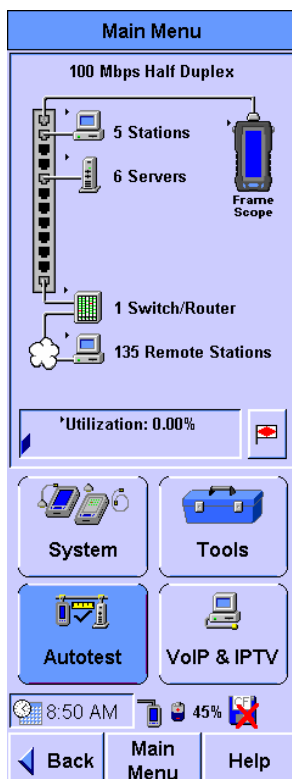 Main Menu
100 Mbps Half Duplex
5 Stations
6 Servers
Frame
Scope
1 Switch/Router
135 Remote Stations
Utilization: 0.00%
System
Tools
Autotest
VoIP & IPTV
8:50 AM
45%
CF
Back
Main
Menu
Help